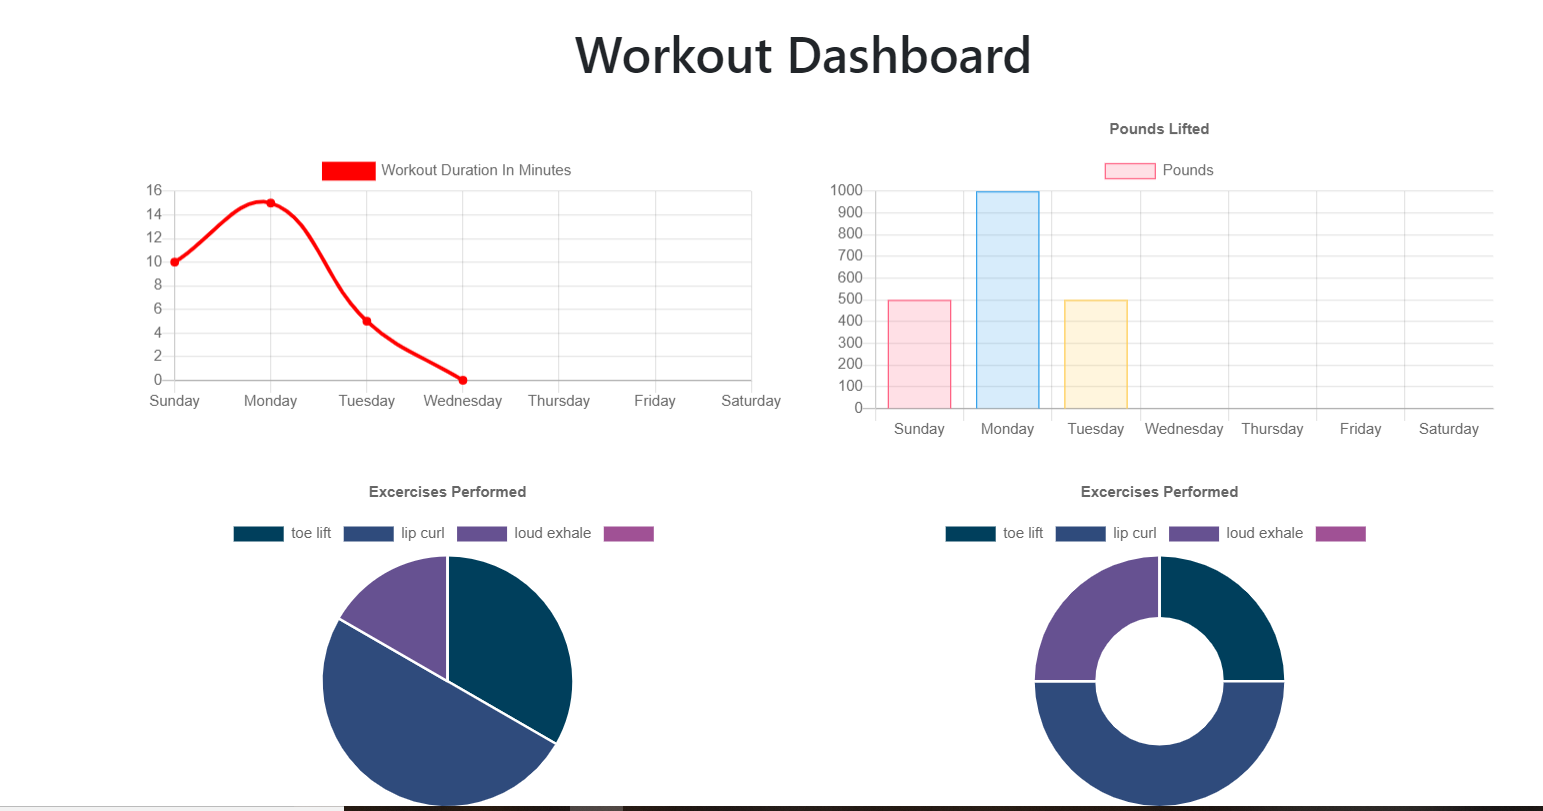 Workout Dashboard
Workout Duration In Minutes
16
14
12
10
8
6
4
2
0
Sunday Monday Tuesday Wednesday Thursday Friday Saturday
Pounds Lifted
Pounds
1000
900
800
700
600
500
400
300
200
100
0
Sunday Monday Tuesday Wednesday Thursday Friday Saturday
Excercises Performed
toe lift lip curl loud exhale
Excercises Performed
toe lift lip curl loud exhale